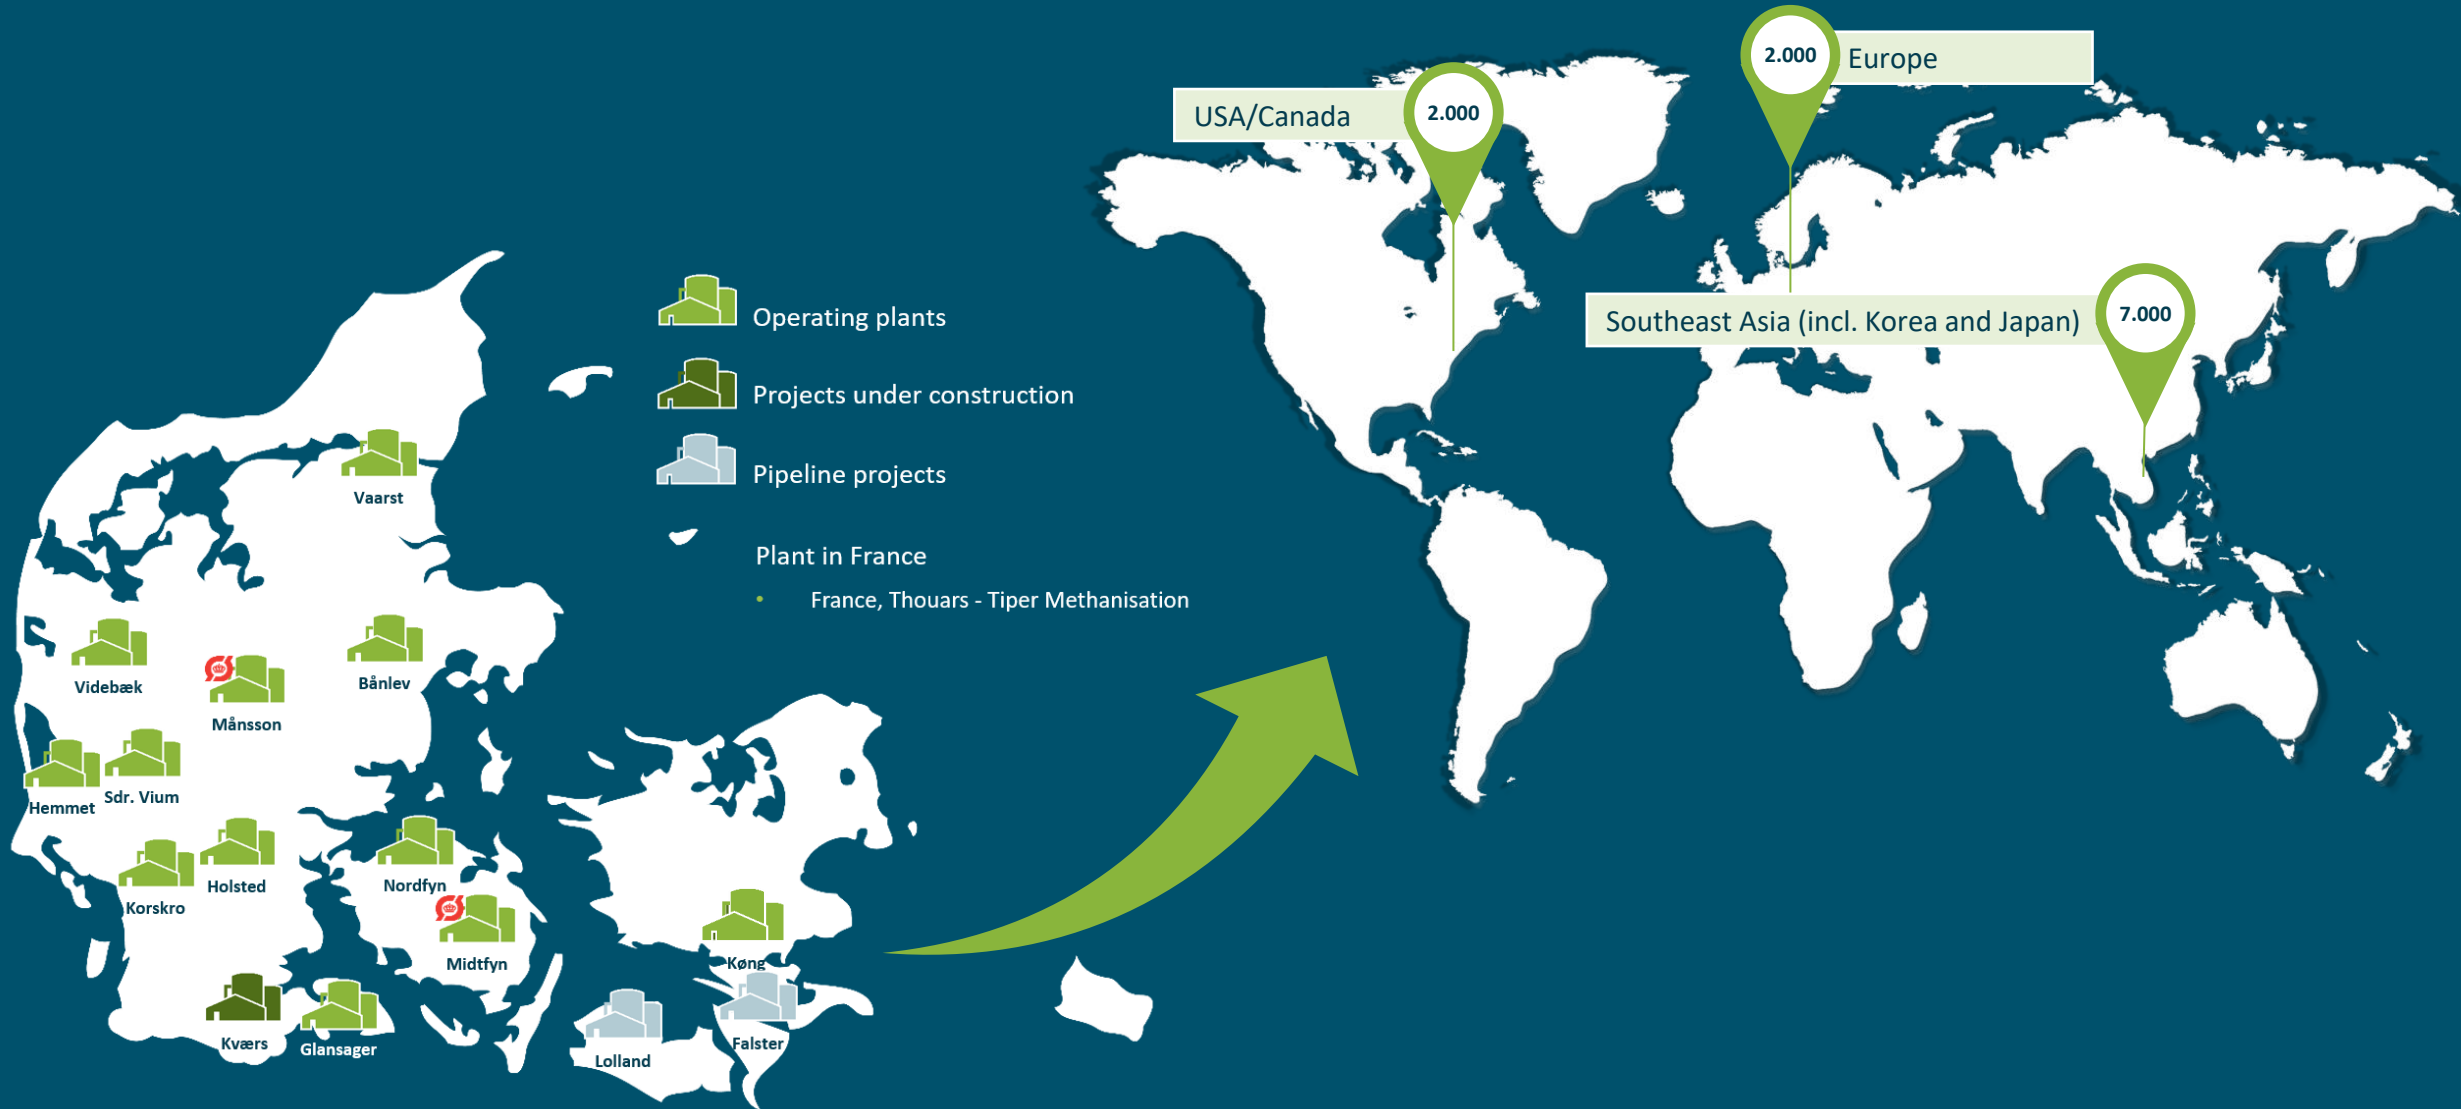 2.000
Europe
USA/Canada
2.000
7.000
Southeast Asia (incl. Korea and Japan)
Operating plants
Projects under construction
Pipeline projects
Plant in France
• France, Thouars - Tiper Methanisation
Vaarst
Videbæk
Månsson
Bånlev
Hemmet
Sdr. Vium
Korskro
Holsted
Nordfyn
Midtfyn
Køng
Kværs
Glansager
Lolland
Falster